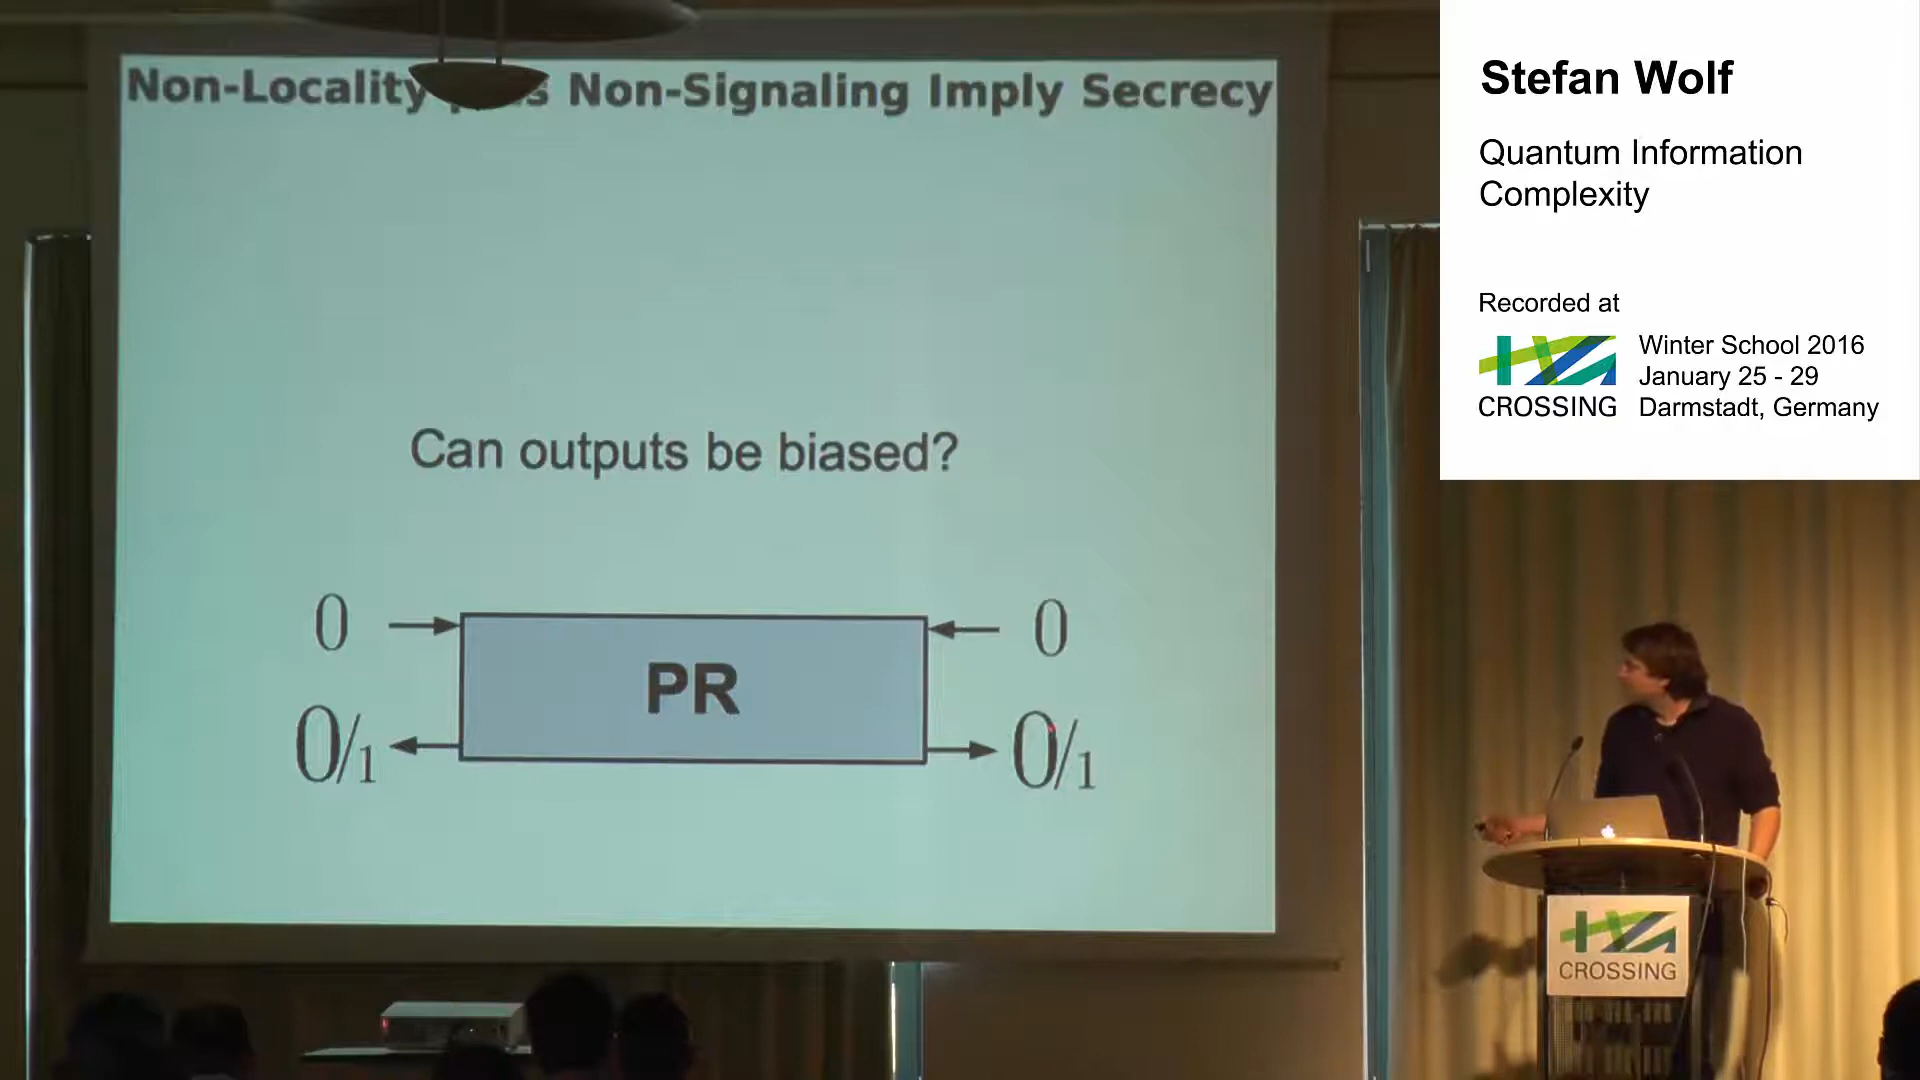 Non-Locality Non-Signaling Imply Secrecy
Can outputs be biased?
0 0
PR
0/1 0/1
Stefan Wolf
Quantum Information
Complexity
Recorded at
Winter School 2016
January 25 - 29
CROSSING Darmstadt, Germany
CROSSING